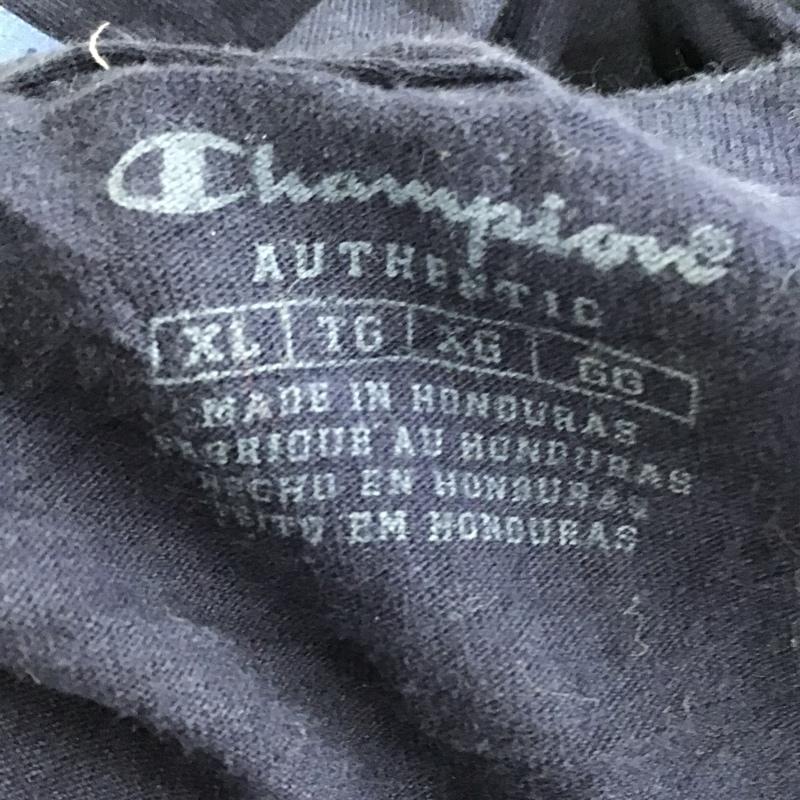 Champion®
AUTHENTIC
XL TG XG GG
MADE IN HONDURAS
FABRIQUE AU HONDURAS
HECHO EN HONDURAS
FEITO EM HONDURAS